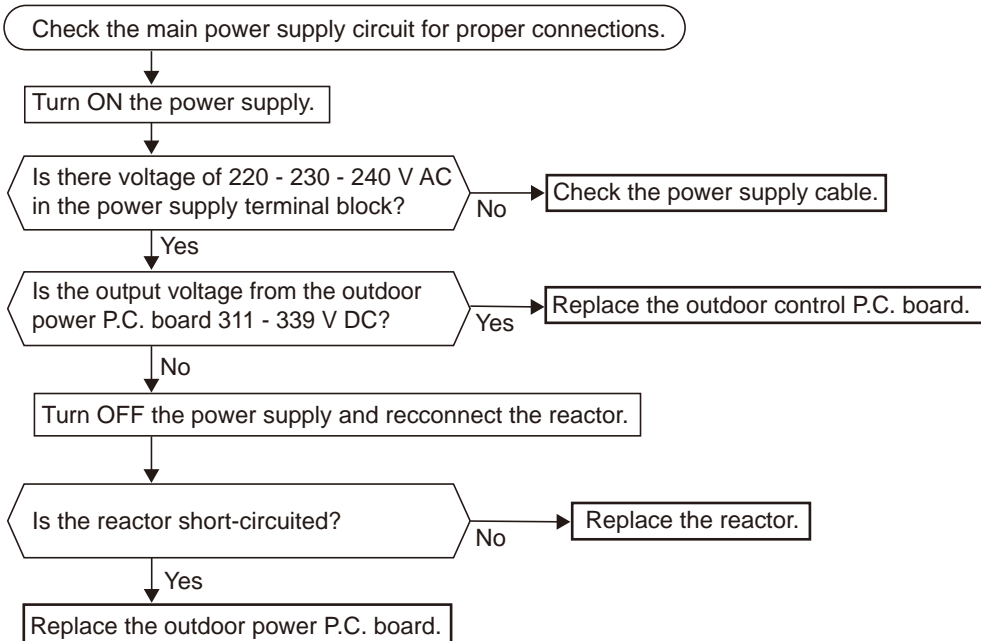 Check the main power supply circuit for proper connections.
Turn ON the power supply.
Is there voltage of 220 - 230 - 240 V AC
in the power supply terminal block?
No
Check the power supply cable.
Yes
Is the output voltage from the outdoor
power P.C. board 311 - 339 V DC?
Yes
Replace the outdoor control P.C. board.
No
Turn OFF the power supply and recconnect the reactor.
Is the reactor short-circuited?
No
Replace the reactor.
Yes
Replace the outdoor power P.C. board.